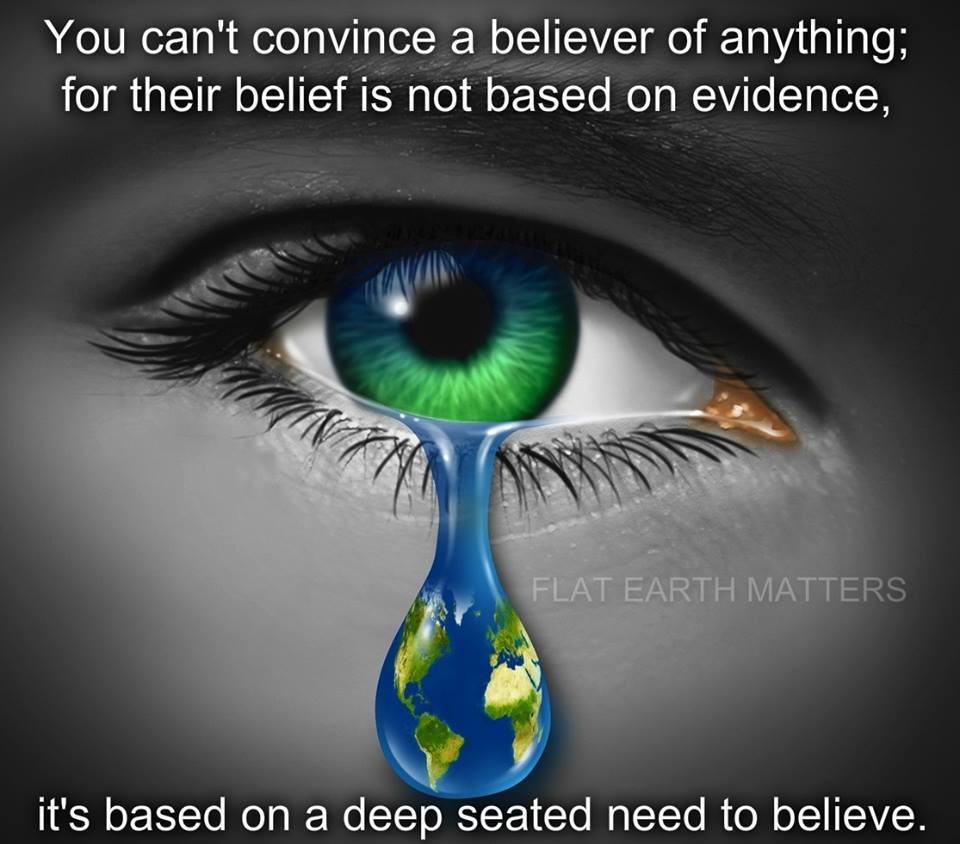 You can't convince a believer of anything;
for their belief is not based on evidence,
FLAT EARTH MATTERS
it's based on a deep seated need to believe.